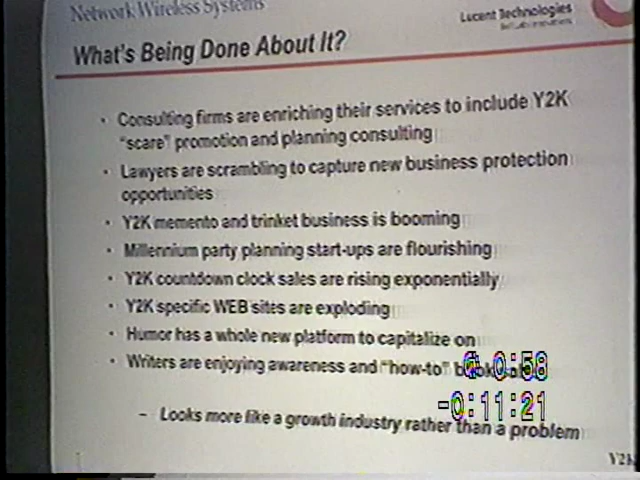 Network Wireless Systems
Lucent Technologies
Bell Labs Innovations
What's Being Done About It?
• Consulting firms are enriching their services to include Y2K
"scare" promotion and planning consulting
• Lawyers are scrambling to capture new business protection
opportunities
• Y2K memento and trinket business is booming
• Millennium party planning start-ups are flourishing
• Y2K countdown clock sales are rising exponentially
• Y2K specific WEB sites are exploding
• Humor has a whole new platform to capitalize on
• Writers are enjoying awareness and "how-to"
0:58
-0:11:21
– Looks more like a growth industry rather than a problem
Y2K